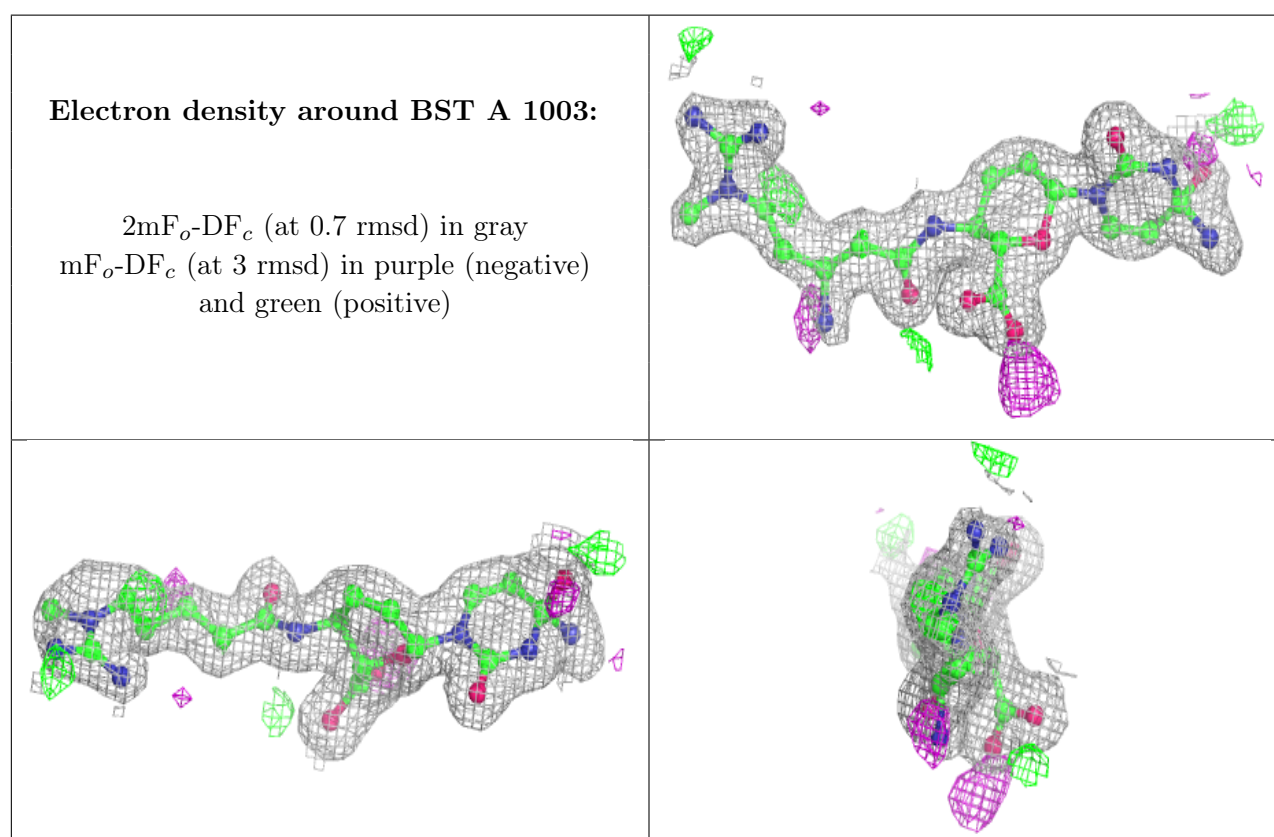 Electron density around BST A 1003:
2mFₒ-DF𝑐 (at 0.7 rmsd) in gray
mFₒ-DF𝑐 (at 3 rmsd) in purple (negative)
and green (positive)